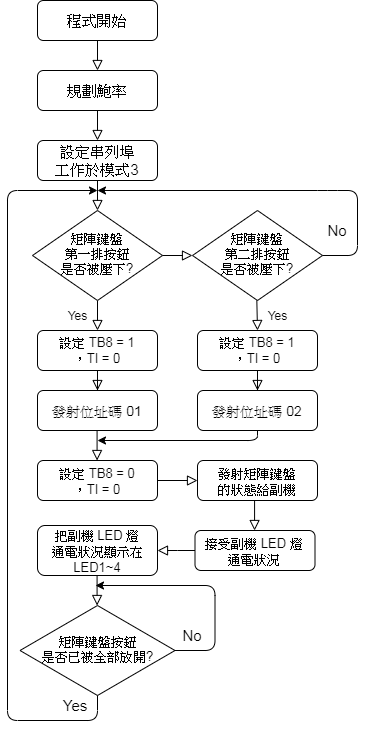 程式開始
規劃鮑率
設定串列埠
工作於模式3
矩陣鍵盤
第一排按鈕
是否被壓下?
矩陣鍵盤
第二排按鈕
是否被壓下?
No
Yes
Yes
設定 TB8 = 1
，TI = 0
設定 TB8 = 1
，TI = 0
發射位址碼 01
發射位址碼 02
設定 TB8 = 0
，TI = 0
發射矩陣鍵盤
的狀態給副機
把副機 LED 燈
通電狀況顯示在
LED1~4
接受副機 LED 燈
通電狀況
矩陣鍵盤按鈕
是否已被全部放開?
No
Yes